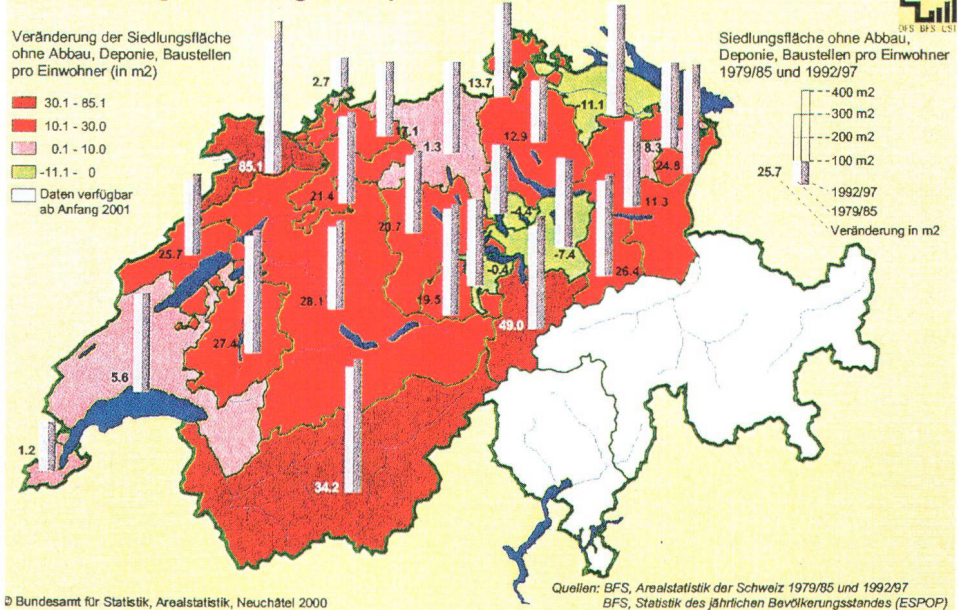 Veränderung der Siedlungsfläche
ohne Abbau, Deponie, Baustellen
pro Einwohner (in m2)
30.1 - 85.1
10.1 - 30.0
0.1 - 10.0
-11.1 - 0
Daten verfügbar
ab Anfang 2001
OFS BFS UST
Siedlungsfläche ohne Abbau,
Deponie, Baustellen pro Einwohner
1979/85 und 1992/97
400 m2
300 m2
200 m2
100 m2
25.7
1992/97
1979/85
Veränderung in m2
2.7
13.7
-11.1
17.1
1.3
12.9
8.3
24.8
85.1
21.4
20.7
-4.4
11.3
25.7
-7.4
-0.4
26.4
28.1
19.5
49.0
27.4
5.6
1.2
34.2
© Bundesamt für Statistik, Arealstatistik, Neuchâtel 2000
Quellen: BFS, Arealstatistik der Schweiz 1979/85 und 1992/97
BFS, Statistik des jährlichen Bevölkerungsstandes (ESPOP)